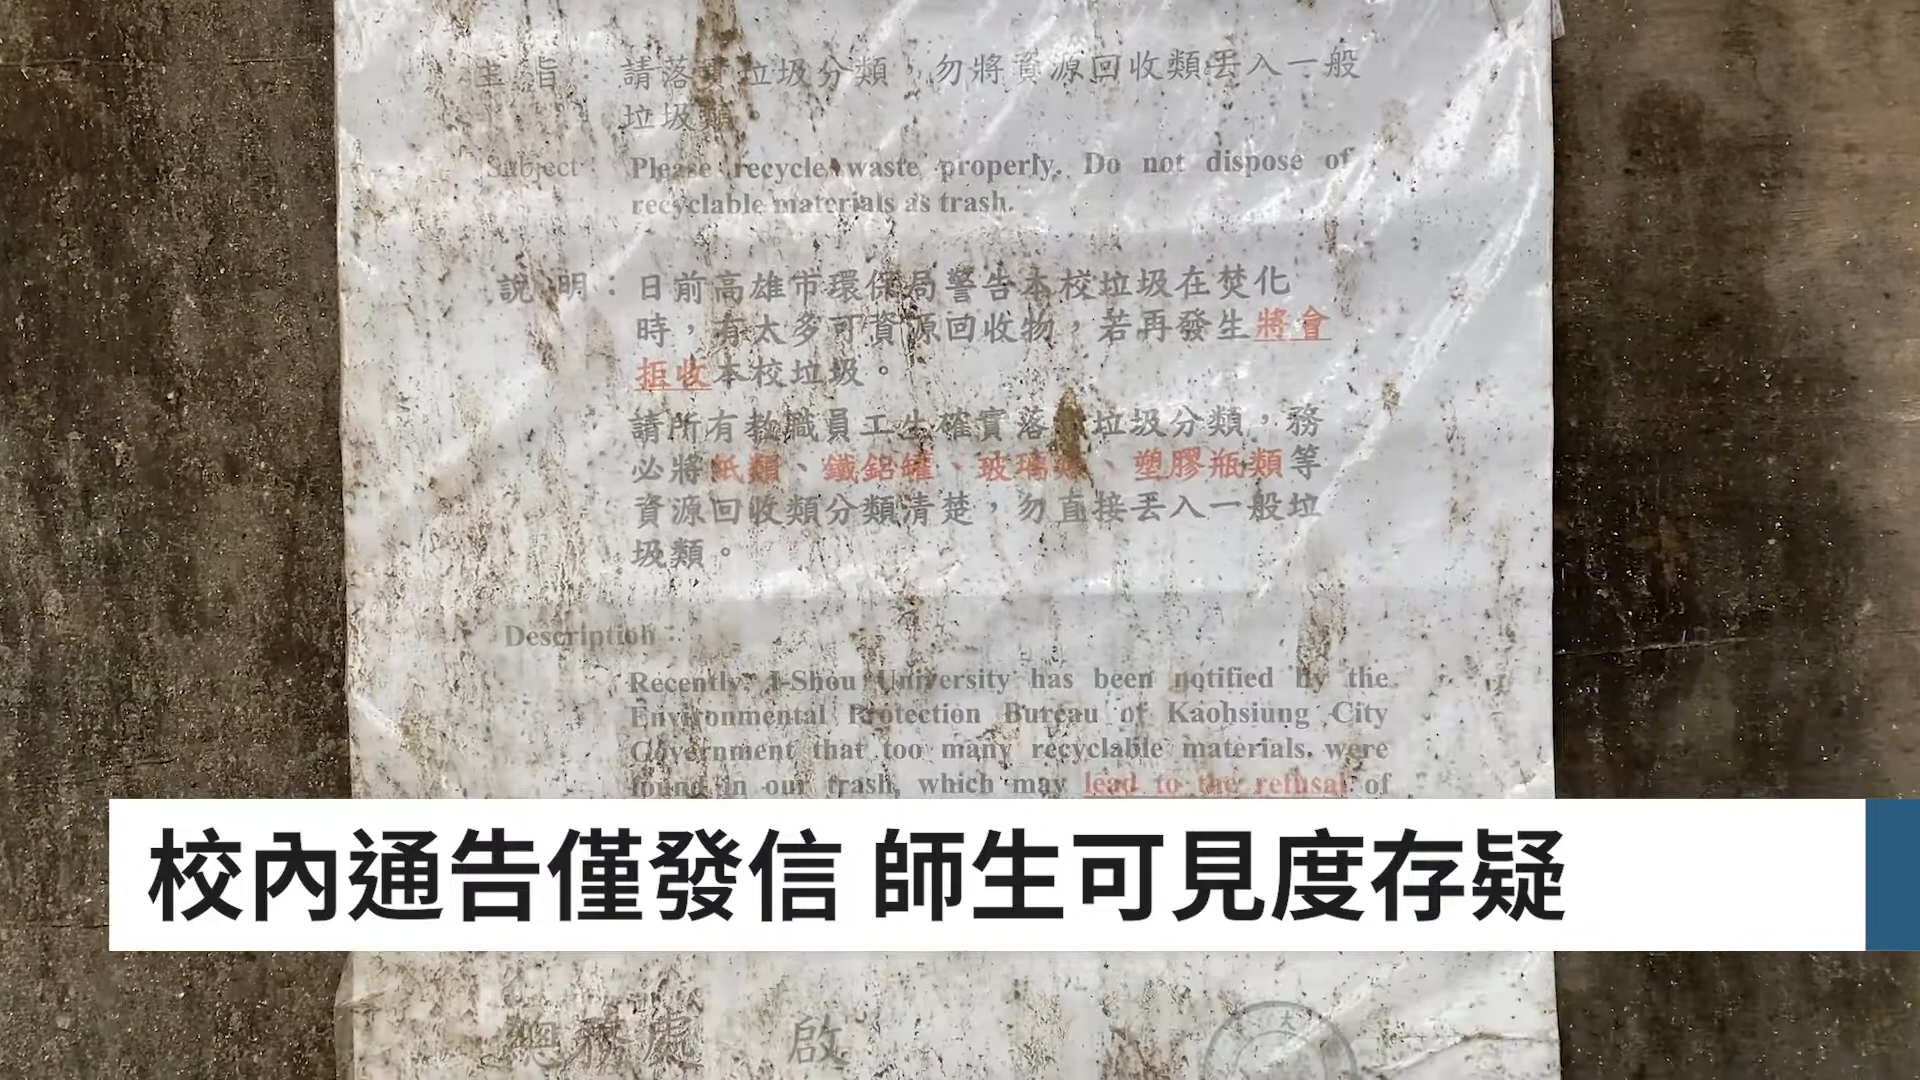 主 旨：請落實垃圾分類，勿將資源回收類丟入一般
垃圾類。
Subject: Please recycle waste properly. Do not dispose of
recyclable materials as trash.
說 明：日前高雄市環保局警告本校垃圾在焚化
時，有太多可資源回收物，若再發生將會
拒收本校垃圾。
請所有教職員工生確實落實垃圾分類，務
必將紙類、鐵鋁罐、玻璃類、塑膠瓶類等
資源回收類分類清楚，勿直接丟入一般垃
圾類。
Description：
Recently, I-Shou University has been notified by the
Environmental Protection Bureau of Kaohsiung City
Government that too many recyclable materials were
found in our trash, which may lead to the refusal of
校內通告僅發信 師生可見度存疑
總務處 啟
大